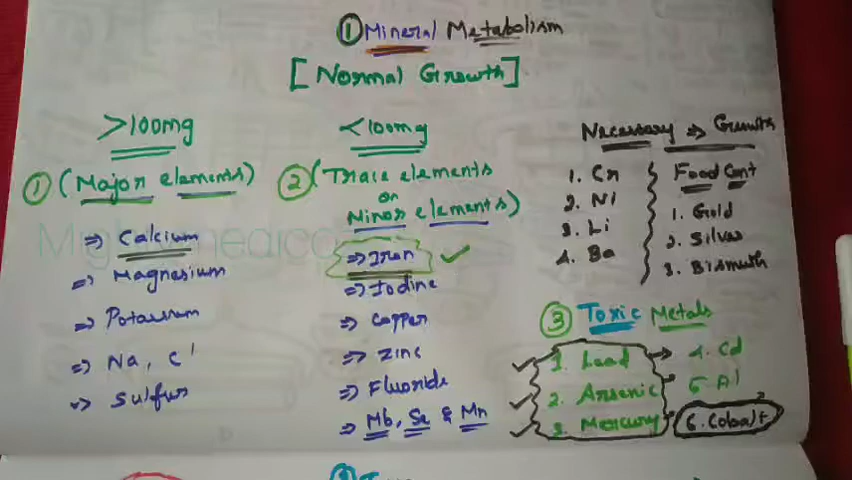 ① Mineral Metabolism
[Normal Growth]
>100mg
① (Major elements)
⇒ Calcium
⇒ Magnesium
⇒ Potassium
⇒ Na, Cl
⇒ Sulfur
<100mg
② (Trace elements
or
Minor elements)
⇒ Iron ✓
⇒ Iodine
⇒ Copper
⇒ Zinc
⇒ Fluoride
⇒ Mb, Se & Mn
Necessary ⇒ Growth
1. Cr
2. Ni
3. Li
4. Ba
Food Cont
1. Gold
2. Silver
3. Bismuth
③ Toxic Metals
1. Lead
2. Arsenic
3. Mercury
4. Cd
5. Al
6. Cobalt